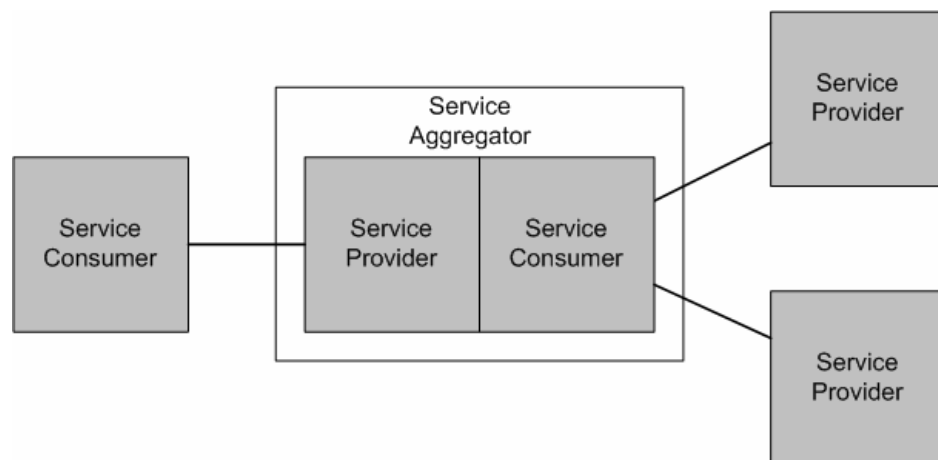 Service
Consumer
Service
Aggregator
Service
Provider
Service
Consumer
Service
Provider
Service
Provider